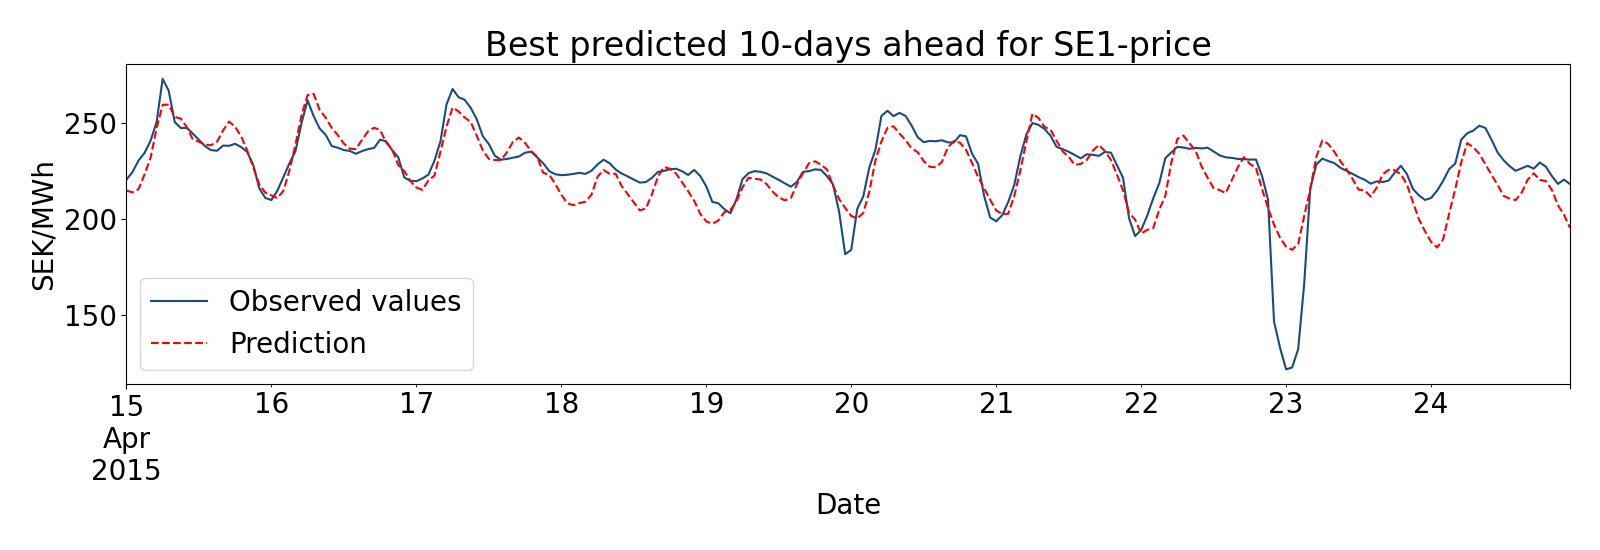 Best predicted 10-days ahead for SE1-price
SEK/MWh
250
200
150
Observed values
Prediction
15 16 17 18 19 20 21 22 23 24
Apr
2015
Date